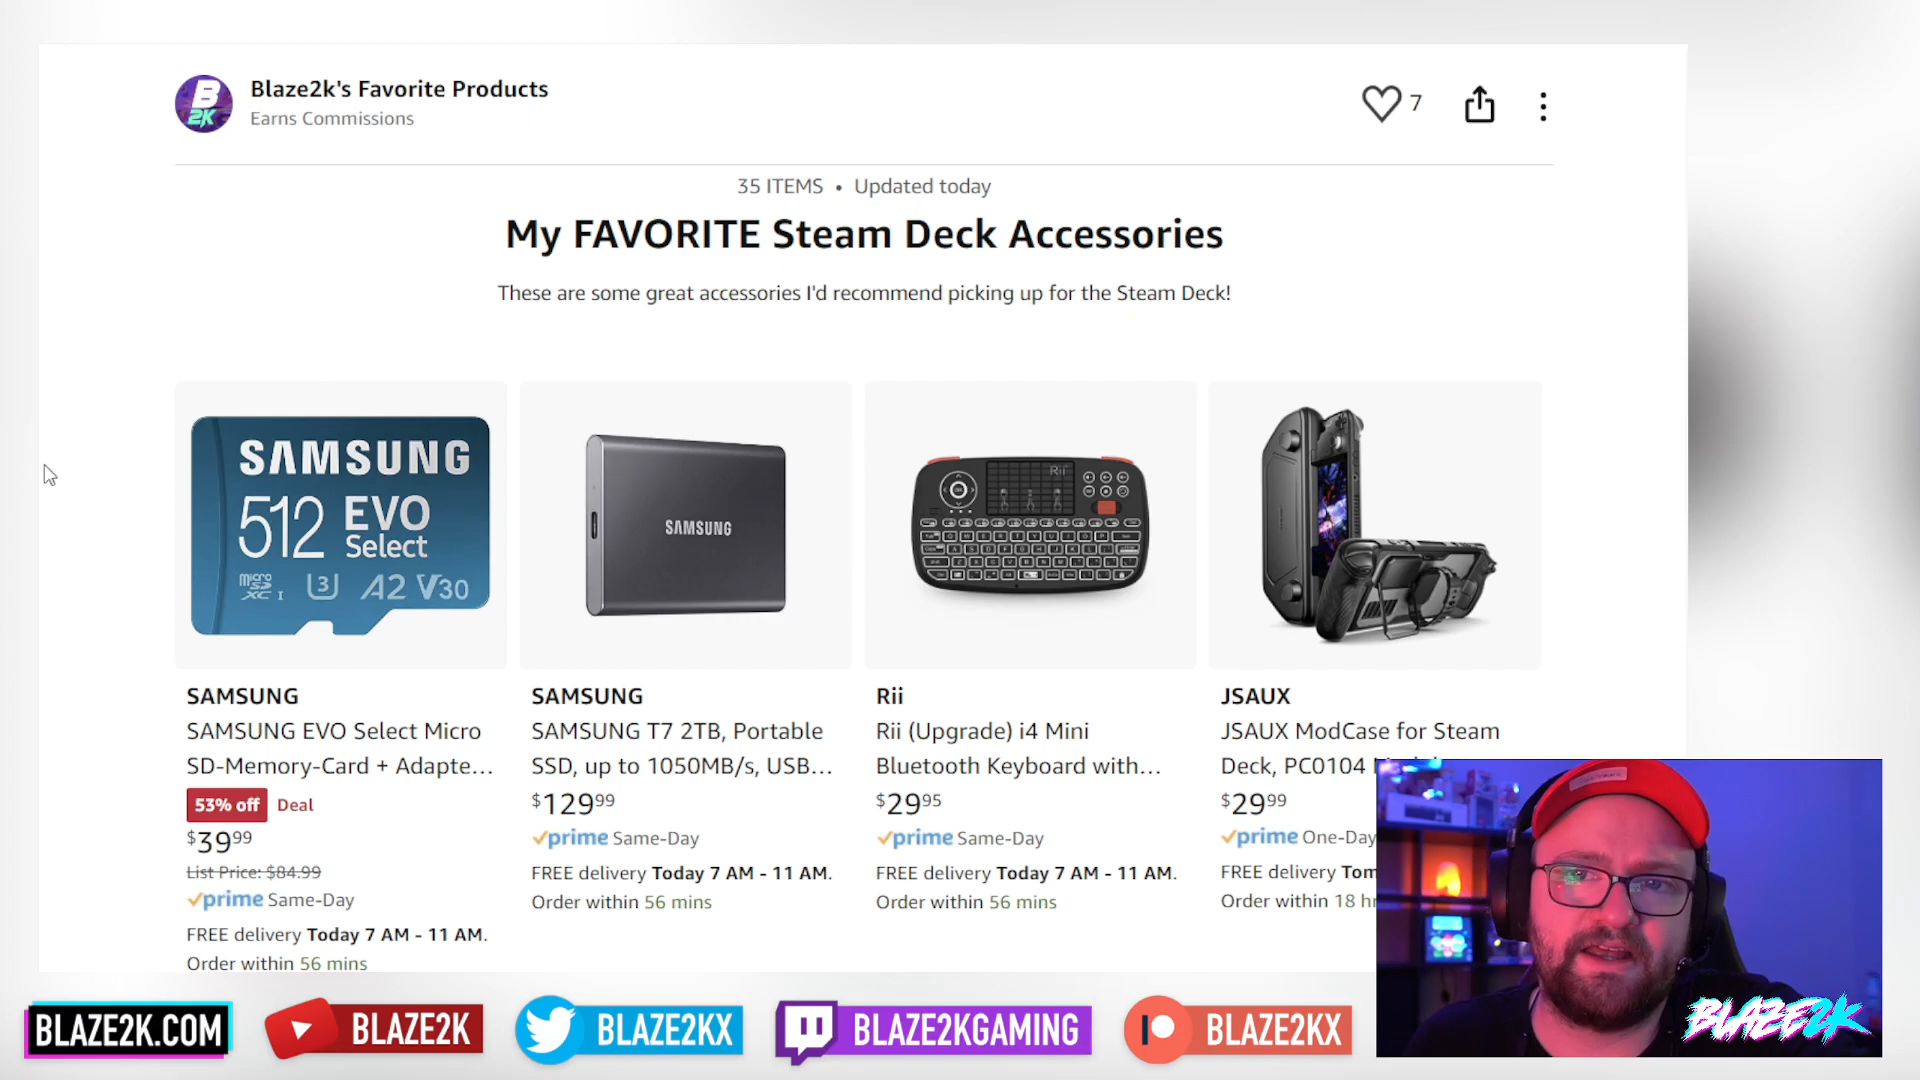 B
2K
Blaze2k's Favorite Products
Earns Commissions
7
35 ITEMS • Updated today
My FAVORITE Steam Deck Accessories
These are some great accessories I'd recommend picking up for the Steam Deck!
SAMSUNG
512 EVO
Select
micro SD XC I U3 A2 V30
SAMSUNG
Rii
SAMSUNG
SAMSUNG EVO Select Micro
SD-Memory-Card + Adapte...
53% off Deal
$39.99
List Price: $84.99
prime Same-Day
FREE delivery Today 7 AM - 11 AM.
Order within 56 mins
SAMSUNG
SAMSUNG T7 2TB, Portable
SSD, up to 1050MB/s, USB...
$129.99
prime Same-Day
FREE delivery Today 7 AM - 11 AM.
Order within 56 mins
Rii
Rii (Upgrade) i4 Mini
Bluetooth Keyboard with...
$29.95
prime Same-Day
FREE delivery Today 7 AM - 11 AM.
Order within 56 mins
JSAUX
JSAUX ModCase for Steam
Deck, PC0104
$29.99
prime One-Day
FREE delivery Tom
Order within 18 hr
BLAZE2K
BLAZE2K.COM
BLAZE2K
BLAZE2KX
BLAZE2KGAMING
BLAZE2KX